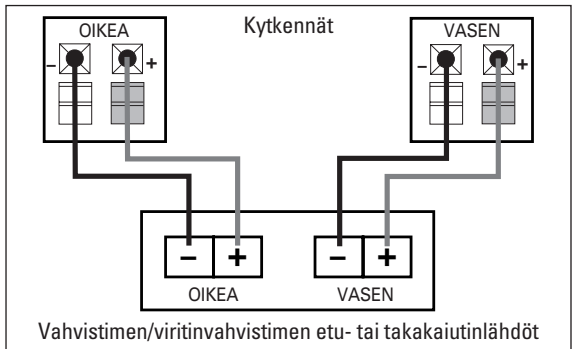 Kytkennät
OIKEA
VASEN
– +
– +
– + – +
OIKEA VASEN
Vahvistimen/viritinvahvistimen etu- tai takakaiutinlähdöt